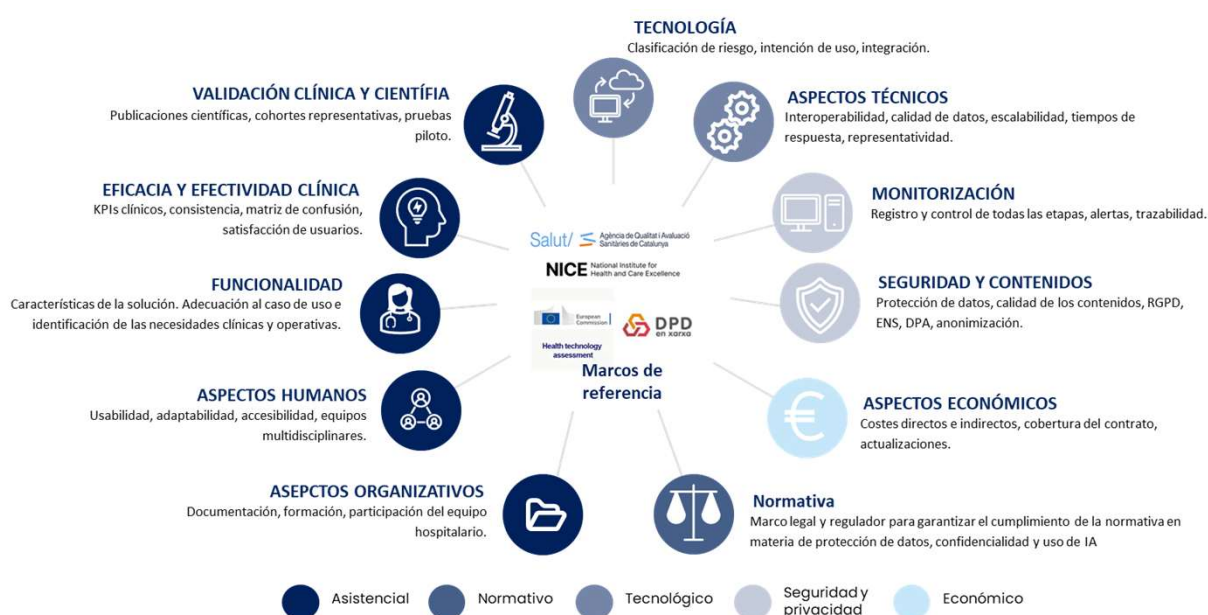 TECNOLOGÍA
Clasificación de riesgo, intención de uso, integración.
VALIDACIÓN CLÍNICA Y CIENTÍFIA
Publicaciones científicas, cohortes representativas, pruebas
piloto.
ASPECTOS TÉCNICOS
Interoperabilidad, calidad de datos, escalabilidad, tiempos de
respuesta, representatividad.
EFICACIA Y EFECTIVIDAD CLÍNICA
KPIs clínicos, consistencia, matriz de confusión,
satisfacción de usuarios.
MONITORIZACIÓN
Registro y control de todas las etapas, alertas, trazabilidad.
Salut/ Agència de Qualitat i Avaluació
Sanitàries de Catalunya
NICE National Institute for
Health and Care Excellence
FUNCIONALIDAD
Características de la solución. Adecuación al caso de uso e
identificación de las necesidades clínicas y operativas.
SEGURIDAD Y CONTENIDOS
Protección de datos, calidad de los contenidos, RGPD,
ENS, DPA, anonimización.
European
Commission
Health technology
assessment
DPD
en xarxa
Marcos de
referencia
ASPECTOS HUMANOS
Usabilidad, adaptabilidad, accesibilidad, equipos
multidisciplinares.
ASPECTOS ECONÓMICOS
Costes directos e indirectos, cobertura del contrato,
actualizaciones.
ASEPCTOS ORGANIZATIVOS
Documentación, formación, participación del equipo
hospitalario.
Normativa
Marco legal y regulador para garantizar el cumplimiento de la normativa en
materia de protección de datos, confidencialidad y uso de IA
Asistencial
Normativo
Tecnológico
Seguridad y
privacidad
Económico